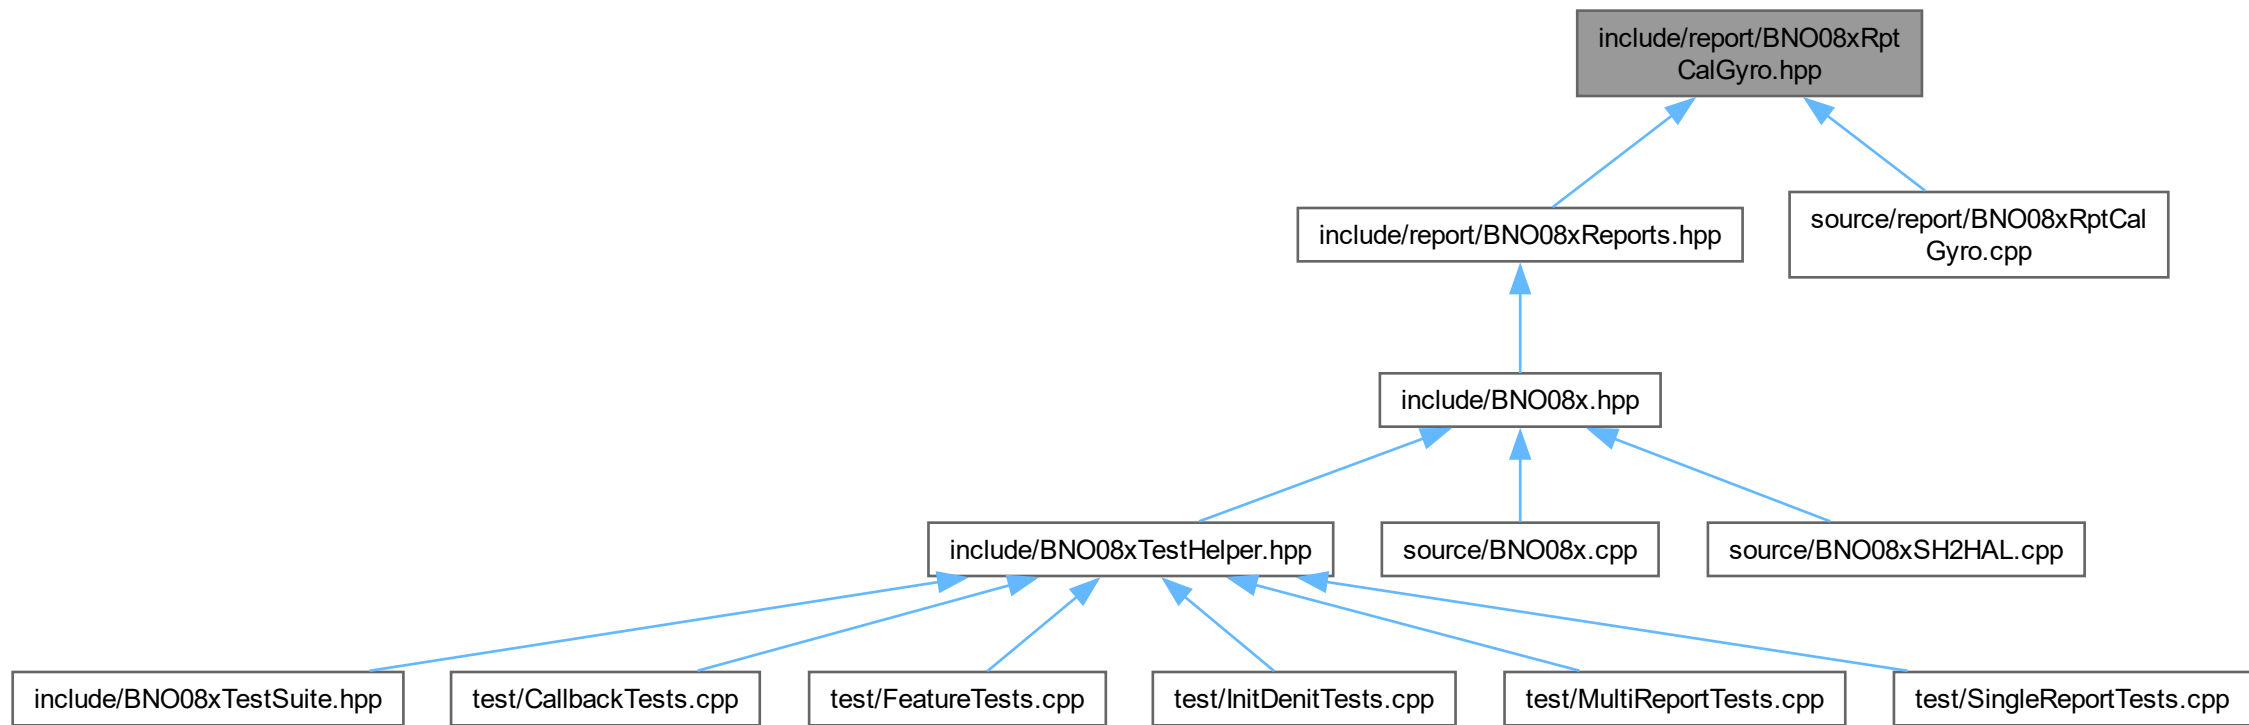 include/report/BNO08xRpt
CalGyro.hpp
include/report/BNO08xReports.hpp
source/report/BNO08xRptCal
Gyro.cpp
include/BNO08x.hpp
include/BNO08xTestHelper.hpp
source/BNO08x.cpp
source/BNO08xSH2HAL.cpp
include/BNO08xTestSuite.hpp
test/CallbackTests.cpp
test/FeatureTests.cpp
test/InitDenitTests.cpp
test/MultiReportTests.cpp
test/SingleReportTests.cpp